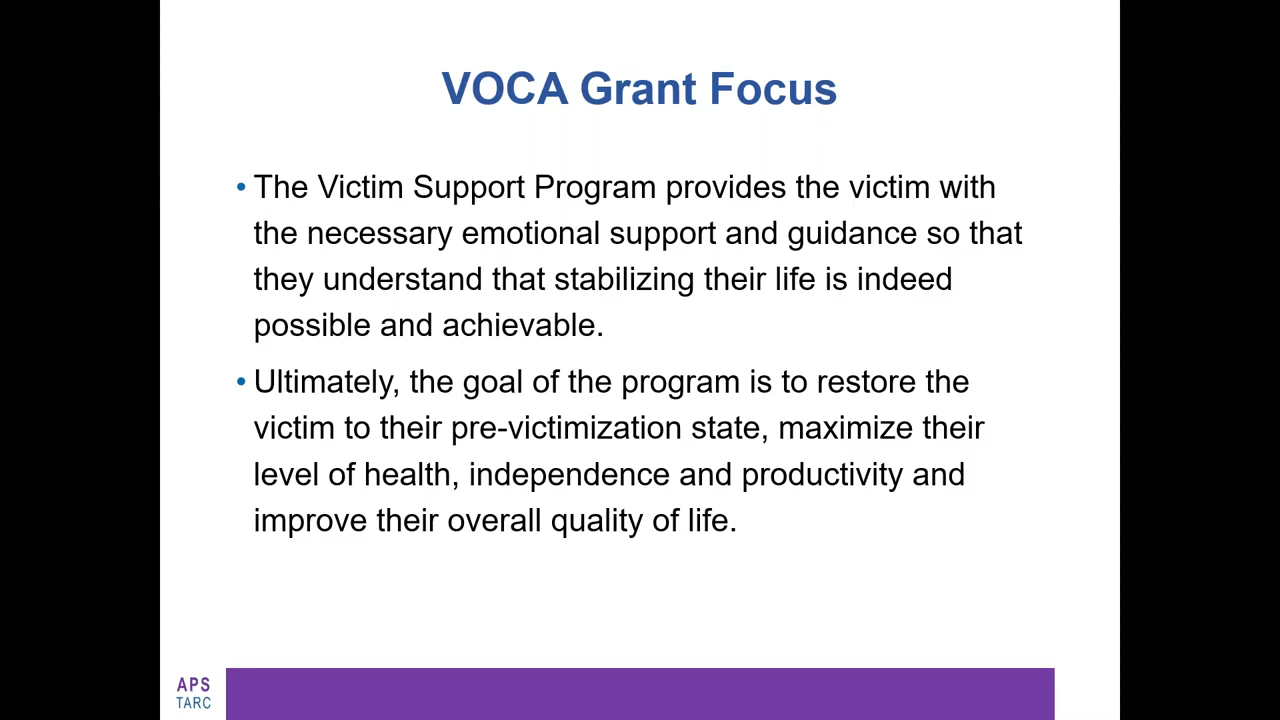 VOCA Grant Focus
• The Victim Support Program provides the victim with
the necessary emotional support and guidance so that
they understand that stabilizing their life is indeed
possible and achievable.
• Ultimately, the goal of the program is to restore the
victim to their pre-victimization state, maximize their
level of health, independence and productivity and
improve their overall quality of life.
APS
TARC